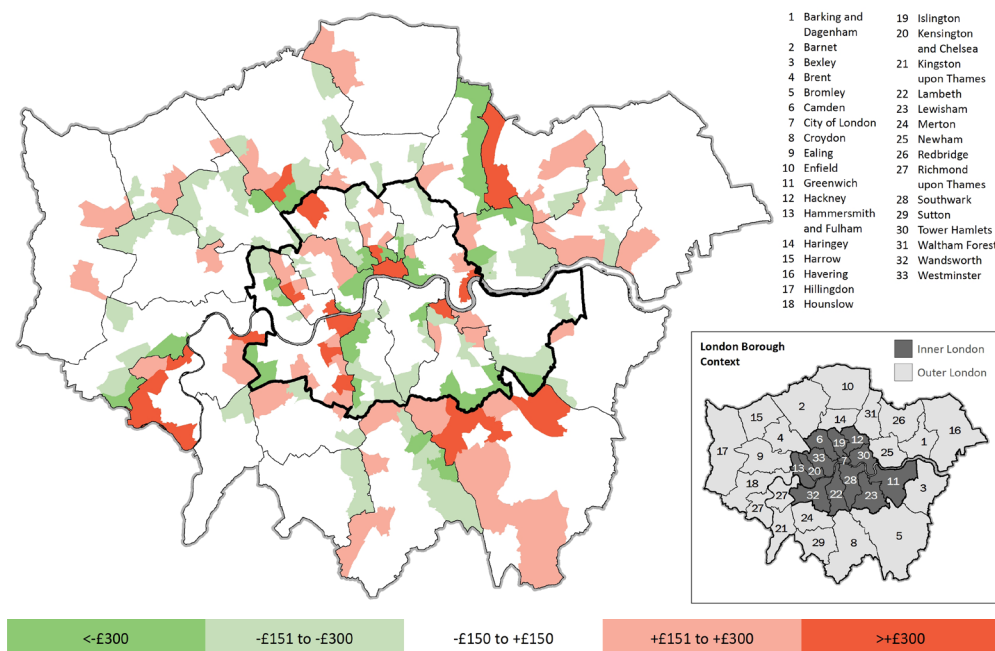 1 Barking and
Dagenham
2 Barnet
3 Bexley
4 Brent
5 Bromley
6 Camden
7 City of London
8 Croydon
9 Ealing
10 Enfield
11 Greenwich
12 Hackney
13 Hammersmith
and Fulham
14 Haringey
15 Harrow
16 Havering
17 Hillingdon
18 Hounslow
19 Islington
20 Kensington
and Chelsea
21 Kingston
upon Thames
22 Lambeth
23 Lewisham
24 Merton
25 Newham
26 Redbridge
27 Richmond
upon Thames
28 Southwark
29 Sutton
30 Tower Hamlets
31 Waltham Forest
32 Wandsworth
33 Westminster
London Borough
Context
Inner London
Outer London
10
2
31
15
14
26
16
6
19
12
1
4
17
9
33
7
30
25
13
20
28
11
18
27
32
22
23
3
27
24
21
29
8
5
<-£300
-£151 to -£300
-£150 to +£150
+£151 to +£300
>+£300